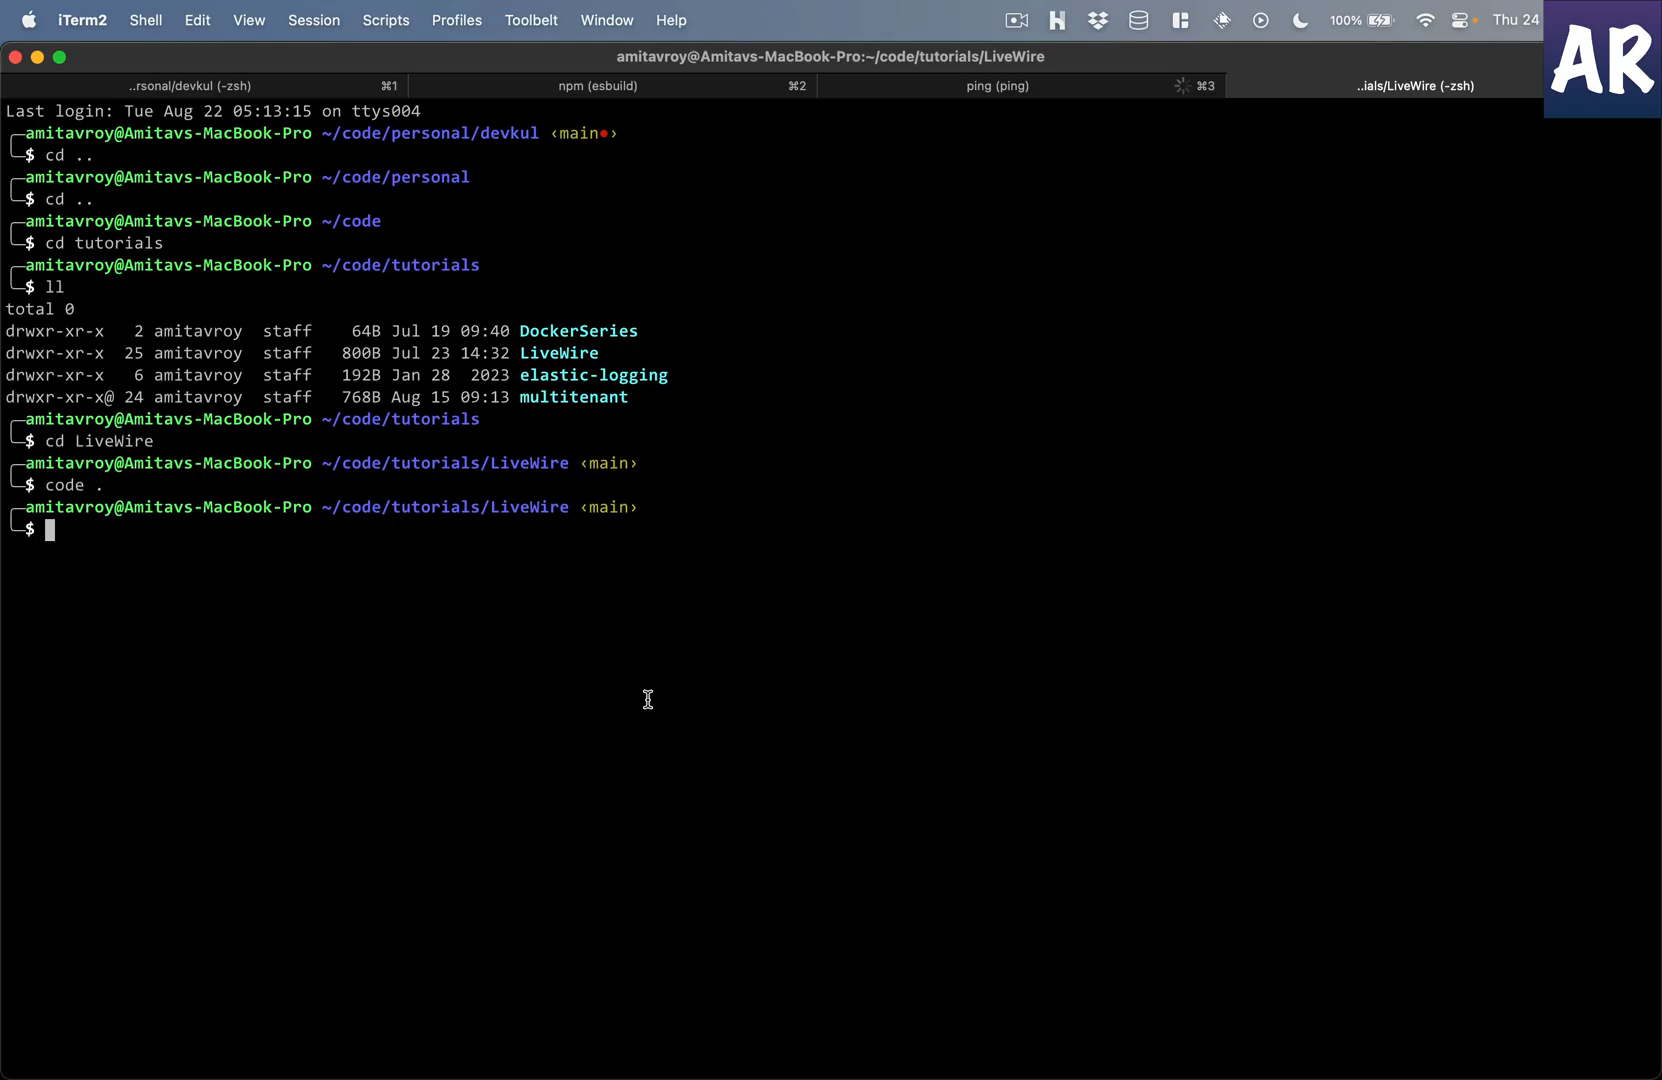 iTerm2 Shell Edit View Session Scripts Profiles Toolbelt Window Help 100% Thu 24
AR
amitavroy@Amitavs-MacBook-Pro:~/code/tutorials/LiveWire
..rsonal/devkul (-zsh) ⌘1 npm (esbuild) ⌘2 ping (ping) ⌘3 ..ials/LiveWire (-zsh)
Last login: Tue Aug 22 05:13:15 on ttys004
╭─amitavroy@Amitavs-MacBook-Pro ~/code/personal/devkul ‹main●›
╰─$ cd ..
╭─amitavroy@Amitavs-MacBook-Pro ~/code/personal
╰─$ cd ..
╭─amitavroy@Amitavs-MacBook-Pro ~/code
╰─$ cd tutorials
╭─amitavroy@Amitavs-MacBook-Pro ~/code/tutorials
╰─$ ll
total 0
drwxr-xr-x   2 amitavroy  staff    64B Jul 19 09:40 DockerSeries
drwxr-xr-x  25 amitavroy  staff   800B Jul 23 14:32 LiveWire
drwxr-xr-x   6 amitavroy  staff   192B Jan 28  2023 elastic-logging
drwxr-xr-x@ 24 amitavroy  staff   768B Aug 15 09:13 multitenant
╭─amitavroy@Amitavs-MacBook-Pro ~/code/tutorials
╰─$ cd LiveWire
╭─amitavroy@Amitavs-MacBook-Pro ~/code/tutorials/LiveWire ‹main›
╰─$ code .
╭─amitavroy@Amitavs-MacBook-Pro ~/code/tutorials/LiveWire ‹main›
╰─$